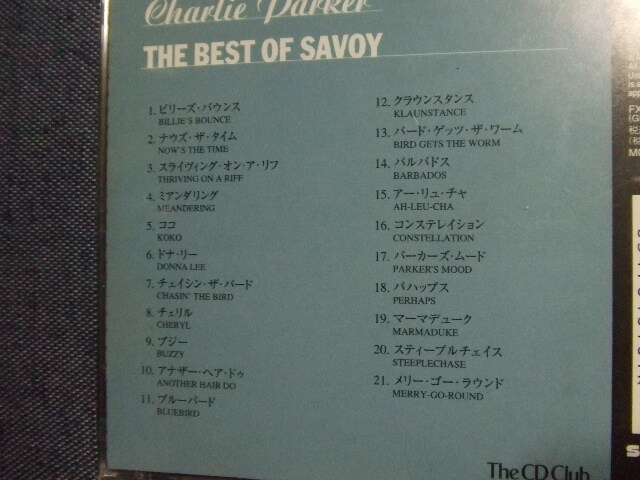 Charlie Parker
THE BEST OF SAVOY
1. ビリーズ・バウンス
BILLIE'S BOUNCE
2. ナウズ・ザ・タイム
NOW'S THE TIME
3. スライヴィング・オン・ア・リフ
THRIVING ON A RIFF
4. ミアンダリング
MEANDERING
5. ココ
KOKO
6. ドナ・リー
DONNA LEE
7. チェイシン・ザ・バード
CHASIN' THE BIRD
8. チェリル
CHERYL
9. ブジー
BUZZY
10. アナザー・ヘア・ドゥ
ANOTHER HAIR DO
11. ブルーバード
BLUEBIRD
12. クラウンスタンス
KLAUNSTANCE
13. バード・ゲッツ・ザ・ワーム
BIRD GETS THE WORM
14. バルバドス
BARBADOS
15. アー・リュ・チャ
AH-LEU-CHA
16. コンステレイション
CONSTELLATION
17. パーカーズ・ムード
PARKER'S MOOD
18. パハップス
PERHAPS
19. マーマデューク
MARMADUKE
20. スティープルチェイス
STEEPLECHASE
21. メリー・ゴー・ラウンド
MERRY-GO-ROUND
The CD Club